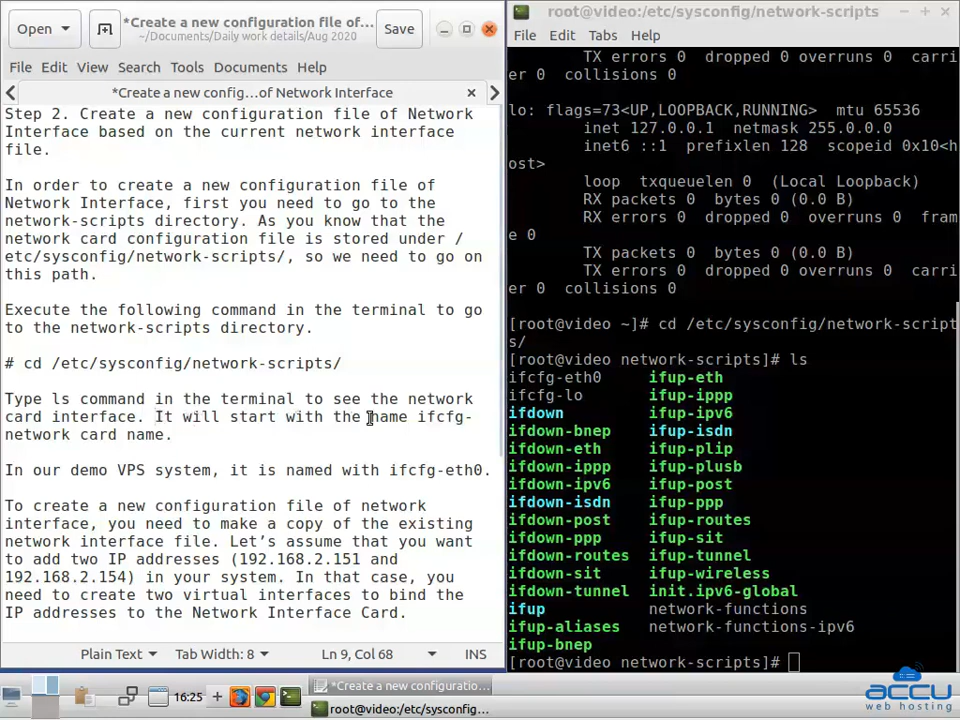 Open
*Create a new configuration file of...
~/Documents/Daily work details/Aug 2020
Save
File Edit View Search Tools Documents Help
*Create a new config...of Network Interface
Step 2. Create a new configuration file of Network
Interface based on the current network interface
file.
In order to create a new configuration file of
Network Interface, first you need to go to the
network-scripts directory. As you know that the
network card configuration file is stored under /
etc/sysconfig/network-scripts/, so we need to go on
this path.
Execute the following command in the terminal to go
to the network-scripts directory.
# cd /etc/sysconfig/network-scripts/
Type ls command in the terminal to see the network
card interface. It will start with the name ifcfg-
network card name.
In our demo VPS system, it is named with ifcfg-eth0.
To create a new configuration file of network
interface, you need to make a copy of the existing
network interface file. Let’s assume that you want
to add two IP addresses (192.168.2.151 and
192.168.2.154) in your system. In that case, you
need to create two virtual interfaces to bind the
IP addresses to the Network Interface Card.
Plain Text Tab Width: 8 Ln 9, Col 68 INS
root@video:/etc/sysconfig/network-scripts
File Edit Tabs Help
TX errors 0 dropped 0 overruns 0 carri
er 0 collisions 0
lo: flags=73<UP,LOOPBACK,RUNNING> mtu 65536
inet 127.0.0.1 netmask 255.0.0.0
inet6 ::1 prefixlen 128 scopeid 0x10<h
ost>
loop txqueuelen 0 (Local Loopback)
RX packets 0 bytes 0 (0.0 B)
RX errors 0 dropped 0 overruns 0 fram
e 0
TX packets 0 bytes 0 (0.0 B)
TX errors 0 dropped 0 overruns 0 carri
er 0 collisions 0
[root@video ~]# cd /etc/sysconfig/network-script
s/
[root@video network-scripts]# ls
ifcfg-eth0 ifup-eth
ifcfg-lo ifup-ippp
ifdown ifup-ipv6
ifdown-bnep ifup-isdn
ifdown-eth ifup-plip
ifdown-ippp ifup-plusb
ifdown-ipv6 ifup-post
ifdown-isdn ifup-ppp
ifdown-post ifup-routes
ifdown-ppp ifup-sit
ifdown-routes ifup-tunnel
ifdown-sit ifup-wireless
ifdown-tunnel init.ipv6-global
ifup network-functions
ifup-aliases network-functions-ipv6
ifup-bnep
[root@video network-scripts]#
16:25
*Create a new configuratio...
root@video:/etc/sysconfig...
accu
web hosting